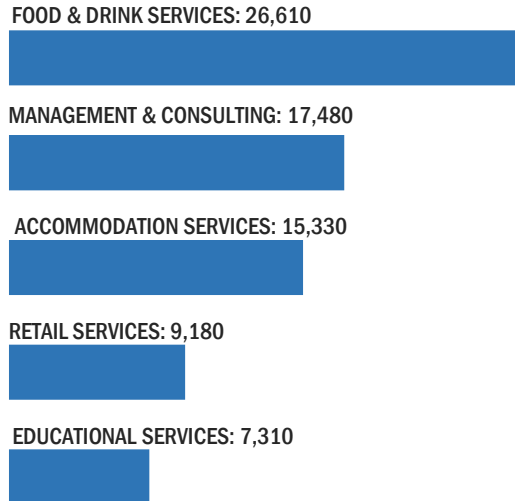 FOOD & DRINK SERVICES: 26,610
MANAGEMENT & CONSULTING: 17,480
ACCOMMODATION SERVICES: 15,330
RETAIL SERVICES: 9,180
EDUCATIONAL SERVICES: 7,310